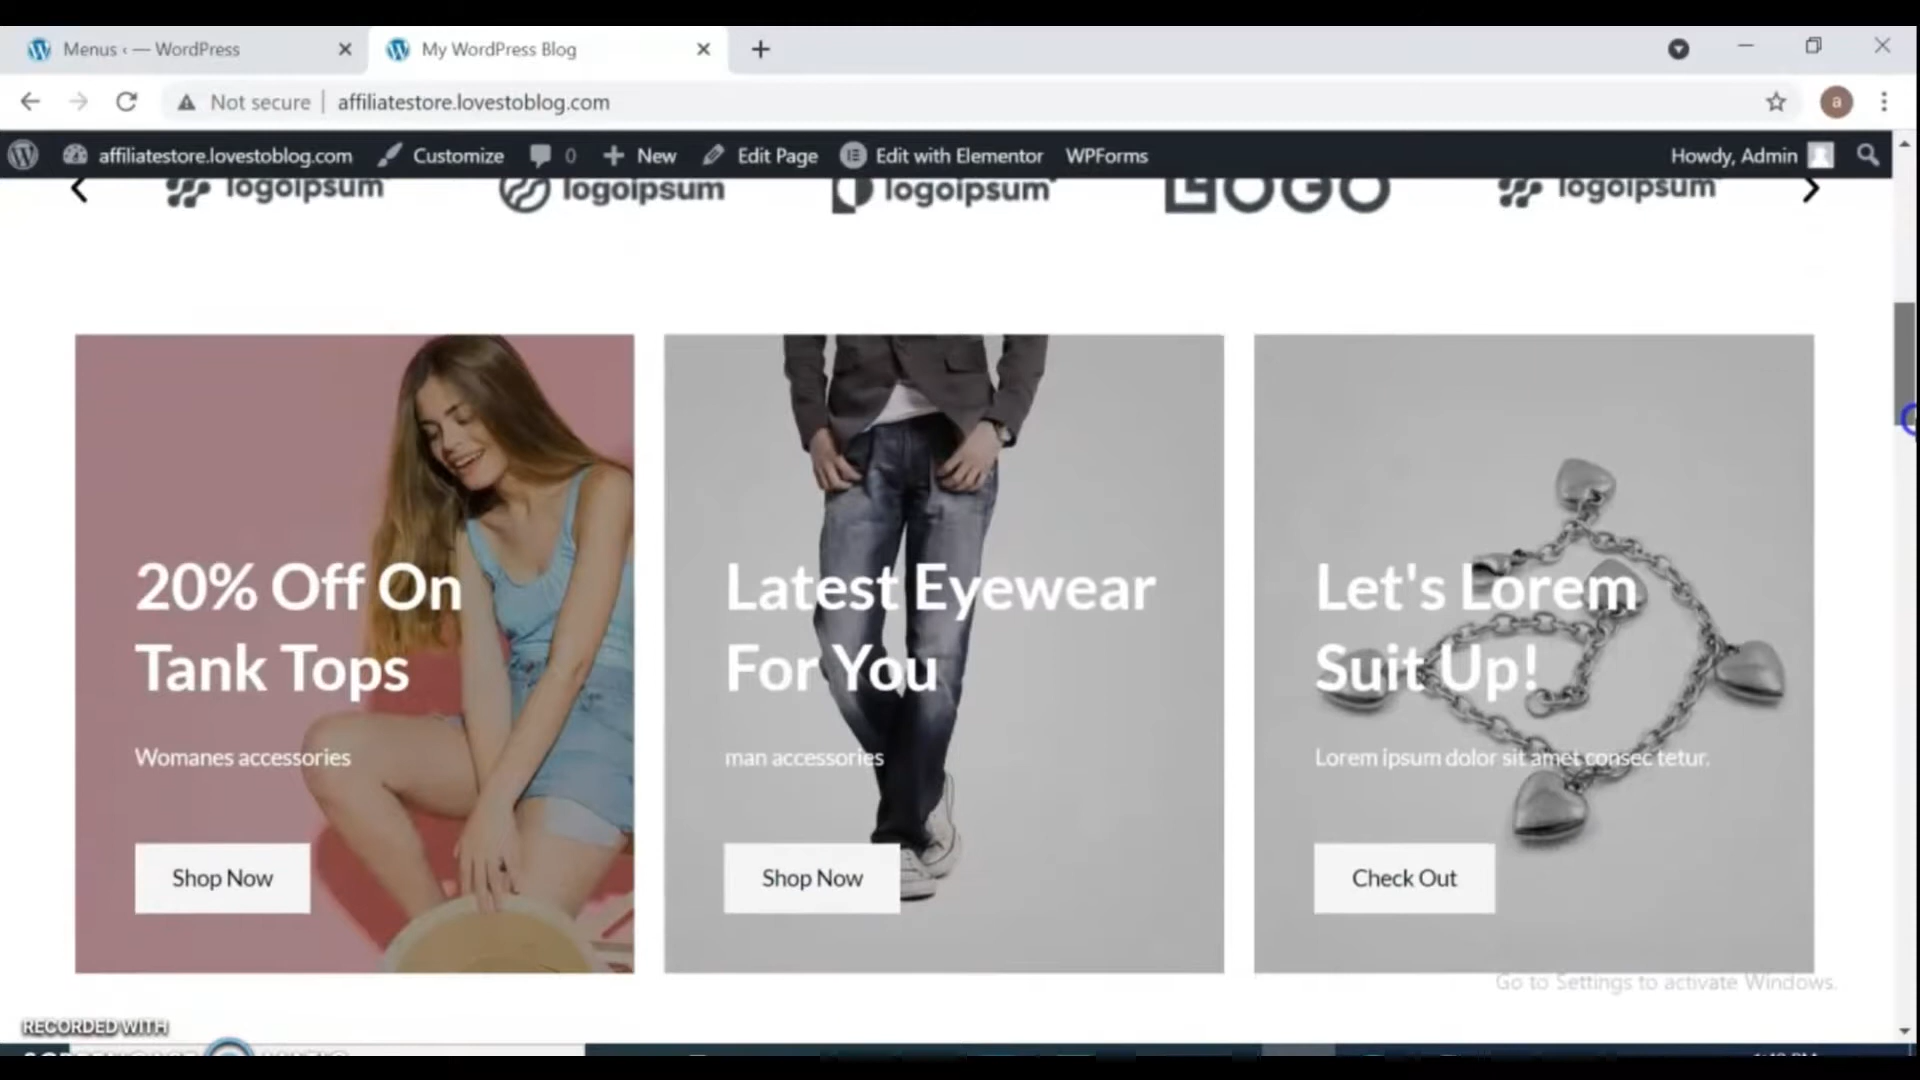 Menus ‹ — WordPress
My WordPress Blog
Not secure
affiliatestore.lovestoblog.com
a
affiliatestore.lovestoblog.com
Customize
0
New
Edit Page
Edit with Elementor
WPForms
Howdy, Admin
logoipsum
logoipsum
logoipsum
LOGO
logoipsum
20% Off On
Tank Tops
Womanes accessories
Shop Now
Latest Eyewear
For You
man accessories
Shop Now
Let's Lorem
Suit Up!
Lorem ipsum dolor sit amet consec tetur.
Check Out
Go to Settings to activate Windows.
RECORDED WITH